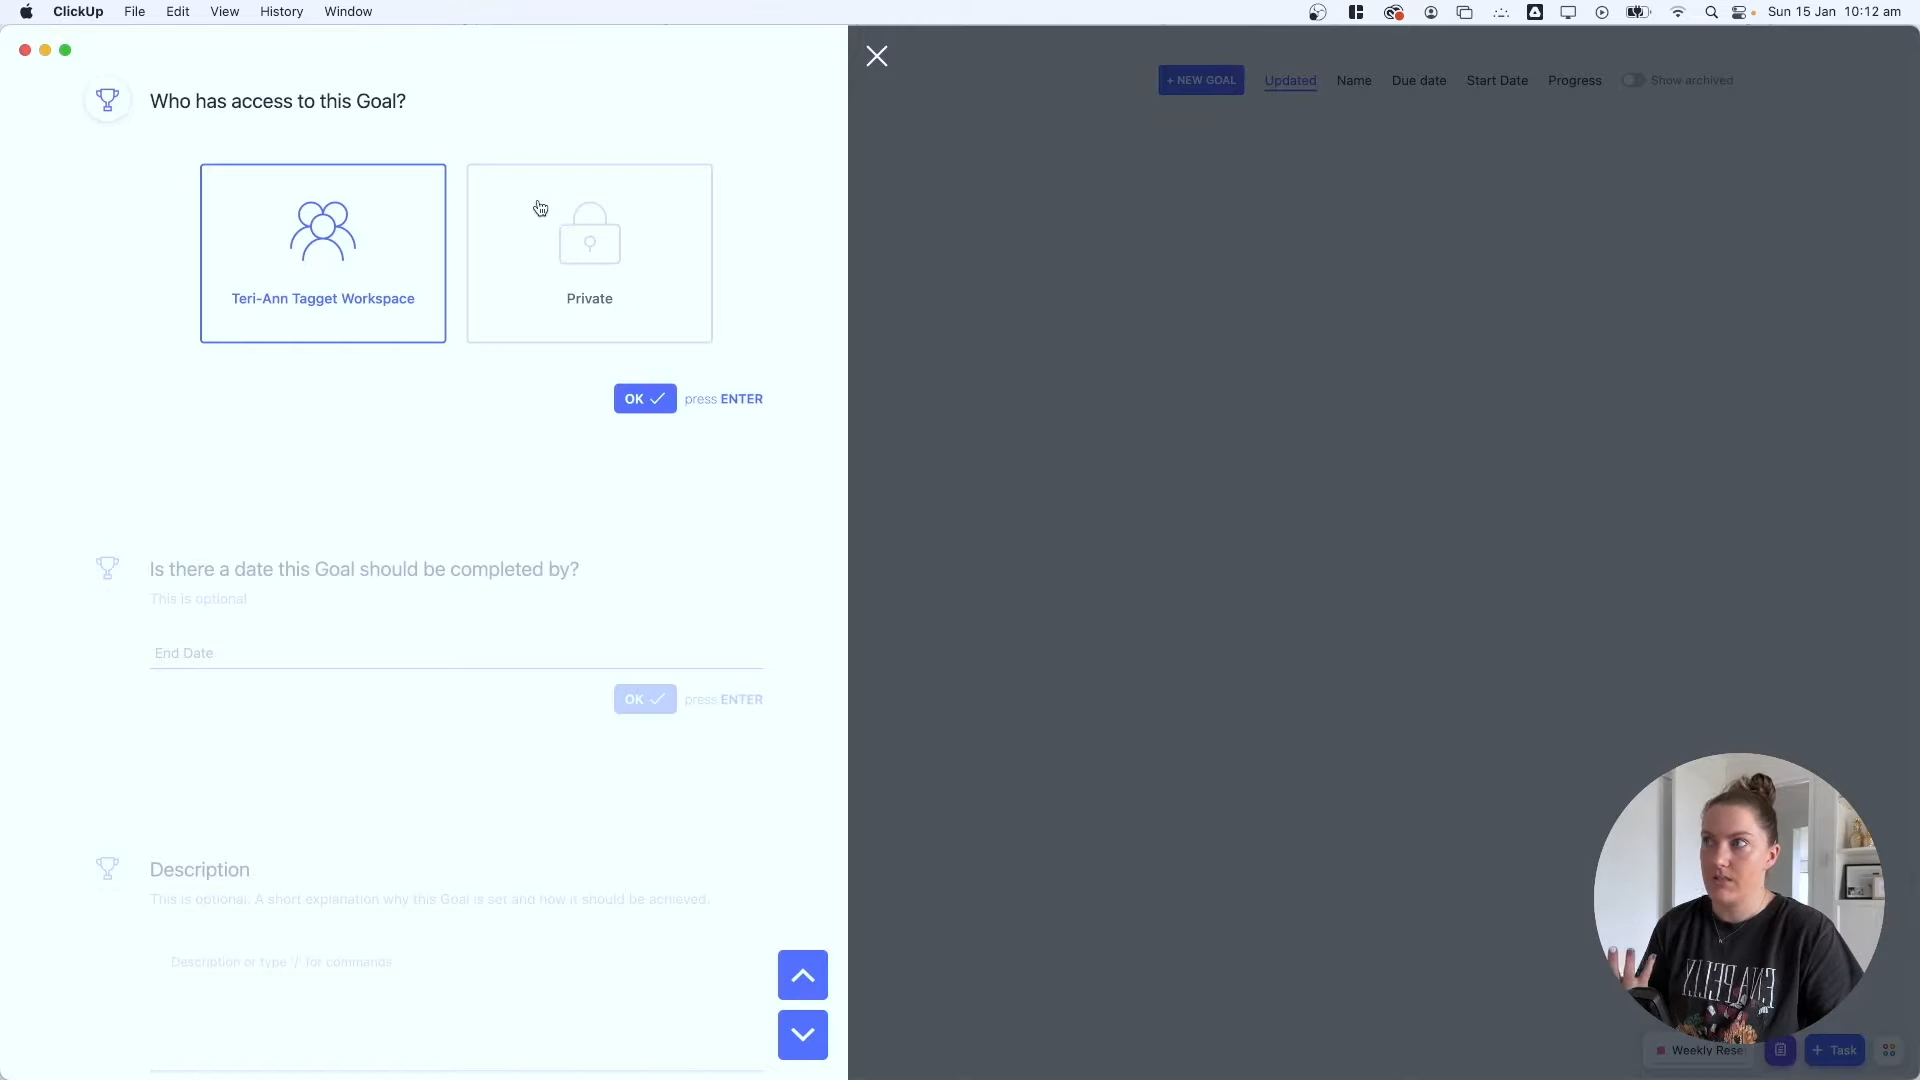 ClickUp File Edit View History Window Sun 15 Jan 10:12 am
Who has access to this Goal?
+ NEW GOAL Updated Name Due date Start Date Progress Show archived
Teri-Ann Tagget Workspace
Private
OK press ENTER
Is there a date this Goal should be completed by?
This is optional
End Date
OK press ENTER
Description
This is optional. A short explanation why this Goal is set and how it should be achieved.
Description or type '/' for commands
Weekly Rese
+ Task